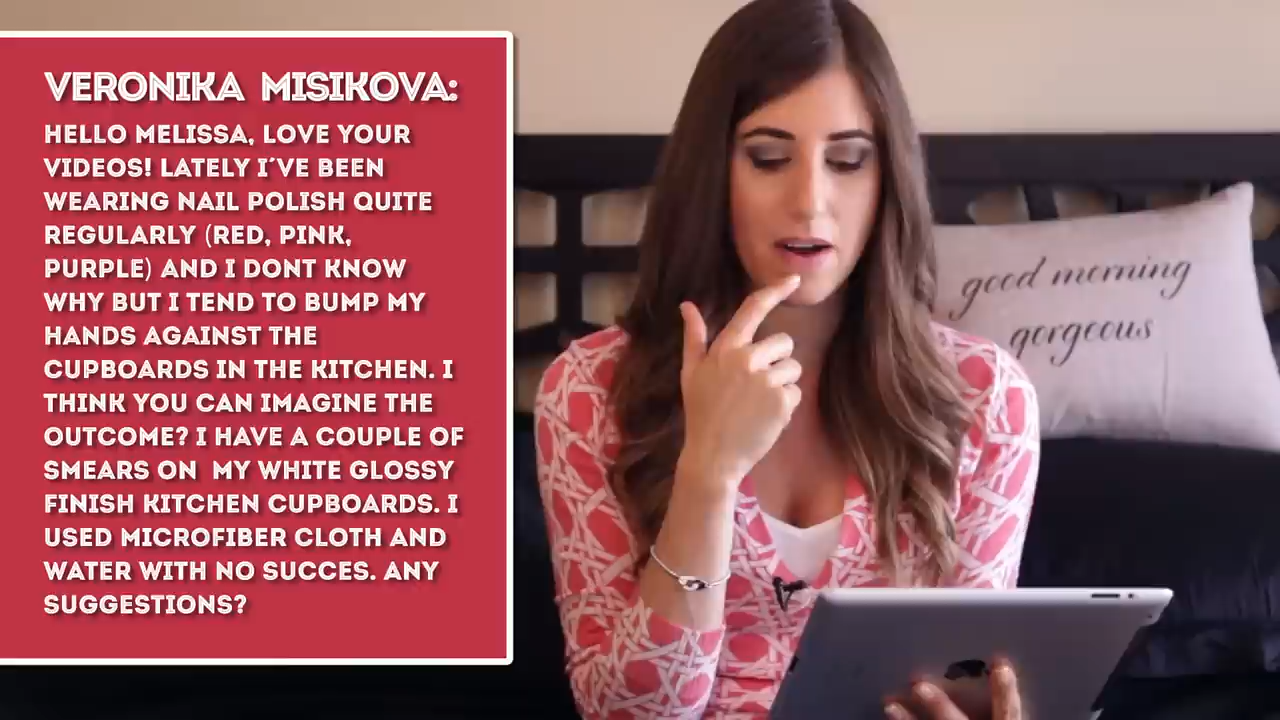 VERONIKA MISIKOVA:
HELLO MELISSA, LOVE YOUR
VIDEOS! LATELY I´VE BEEN
WEARING NAIL POLISH QUITE
REGULARLY (RED, PINK,
PURPLE) AND I DONT KNOW
WHY BUT I TEND TO BUMP MY
HANDS AGAINST THE
CUPBOARDS IN THE KITCHEN. I
THINK YOU CAN IMAGINE THE
OUTCOME? I HAVE A COUPLE OF
SMEARS ON MY WHITE GLOSSY
FINISH KITCHEN CUPBOARDS. I
USED MICROFIBER CLOTH AND
WATER WITH NO SUCCES. ANY
SUGGESTIONS?
good morning
gorgeous